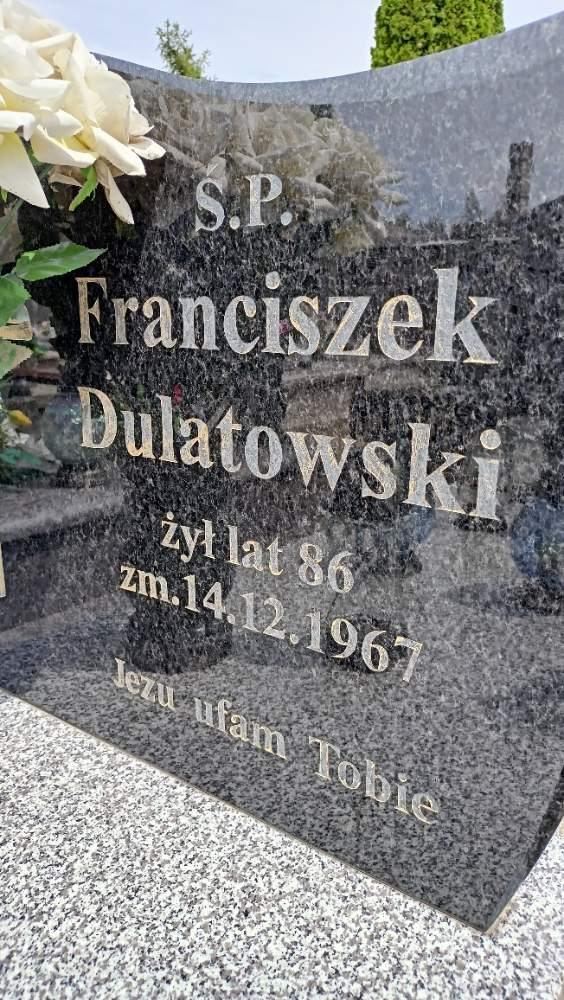 Ś.P.
Franciszek
Dulatowski
żył lat 86
zm.14.12.1967
Jezu ufam Tobie